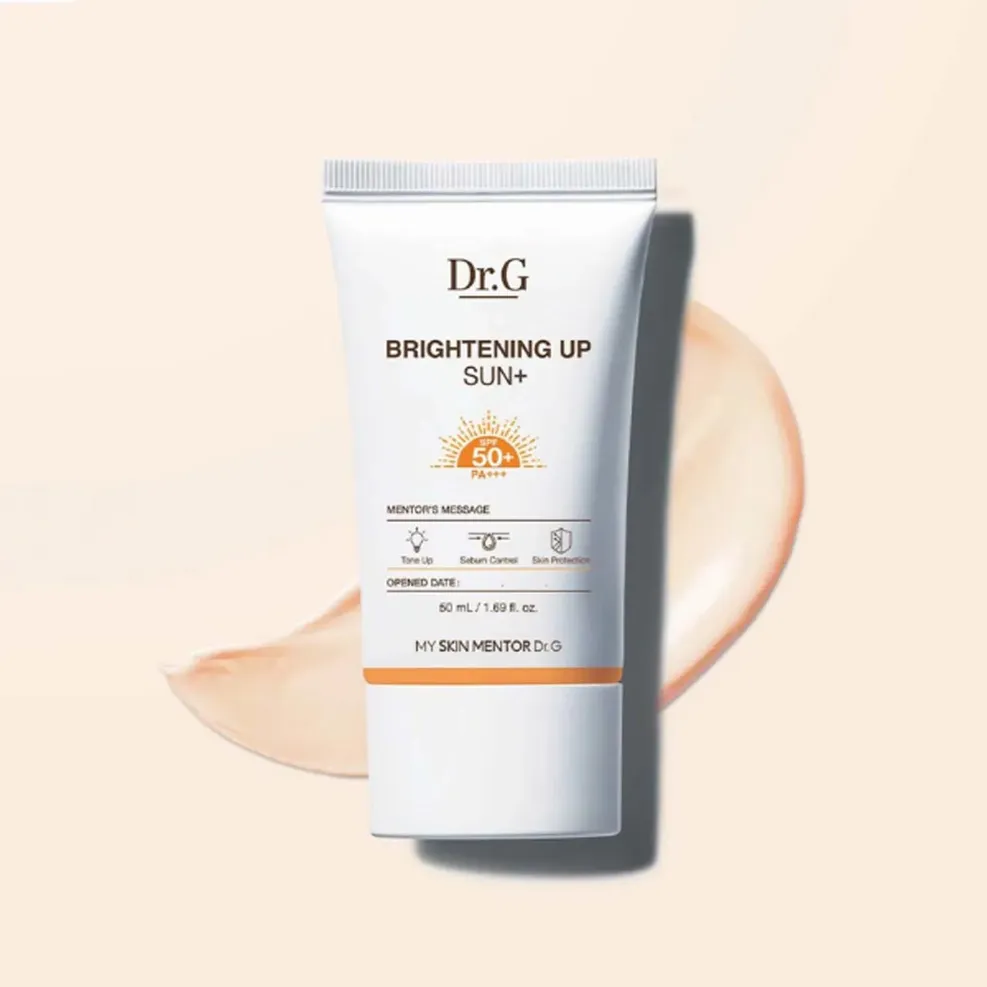 Dr.G
BRIGHTENING UP
SUN+
SPF
50+
PA+++
MENTOR'S MESSAGE
Tone Up Sebum Control Skin Protection
OPENED DATE: . .
50 mL / 1.69 fl. oz.
MY SKIN MENTOR Dr.G